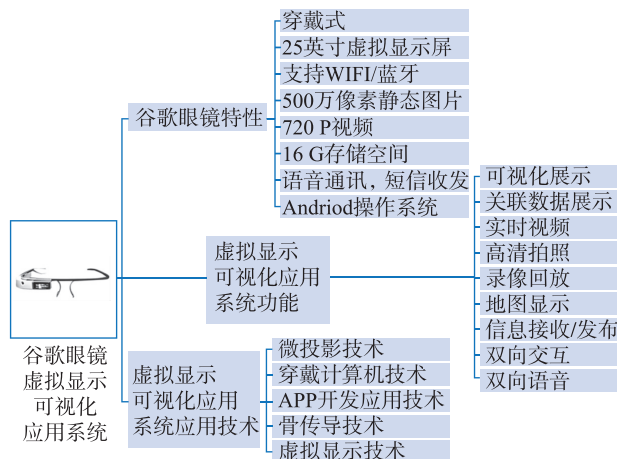 谷歌眼镜
虚拟显示
可视化
应用系统
谷歌眼镜特性
穿戴式
25英寸虚拟显示屏
支持WIFI/蓝牙
500万像素静态图片
720 P视频
16 G存储空间
语音通讯，短信收发
Andriod操作系统
虚拟显示
可视化应用
系统功能
可视化展示
关联数据展示
实时视频
高清拍照
录像回放
地图显示
信息接收/发布
双向交互
双向语音
虚拟显示
可视化应用
系统应用技术
微投影技术
穿戴计算机技术
APP开发应用技术
骨传导技术
虚拟显示技术